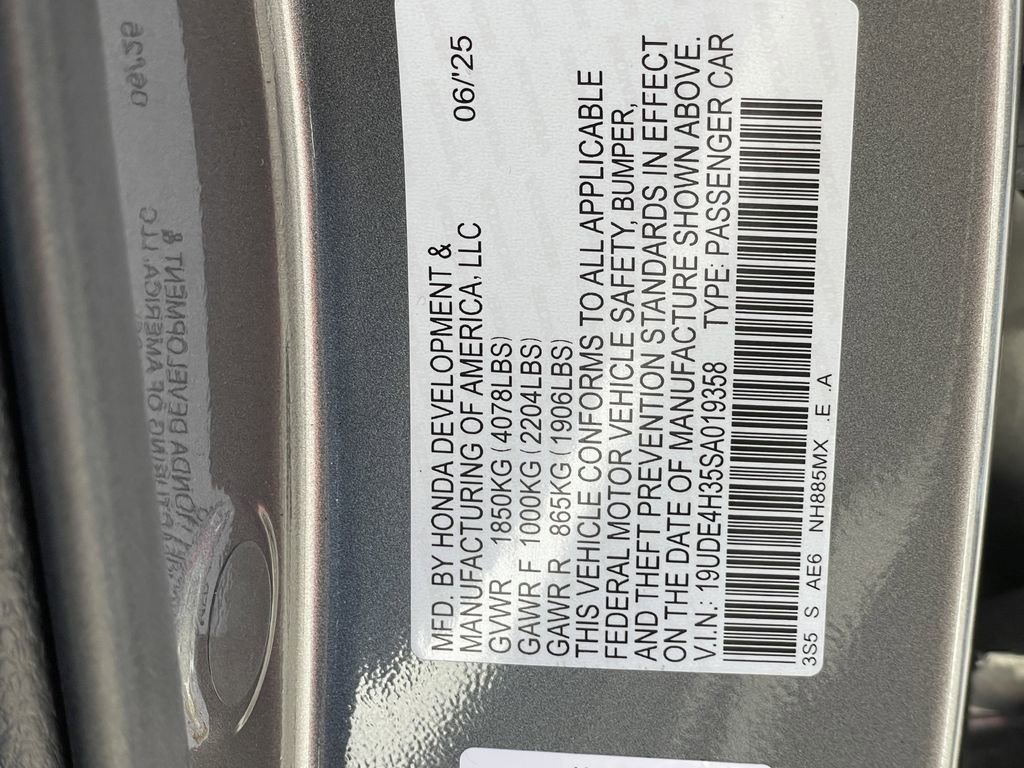 MFD. BY HONDA DEVELOPMENT &
MANUFACTURING OF AMERICA, LLC 06/'25
GVWR 1850KG (4078LBS)
GAWR F 1000KG (2204LBS)
GAWR R 865KG (1906LBS)
THIS VEHICLE CONFORMS TO ALL APPLICABLE
FEDERAL MOTOR VEHICLE SAFETY, BUMPER,
AND THEFT PREVENTION STANDARDS IN EFFECT
ON THE DATE OF MANUFACTURE SHOWN ABOVE.
V.I.N.: 19UDE4H35SA019358 TYPE: PASSENGER CAR
3S5 S AE6 NH885MX .E .A